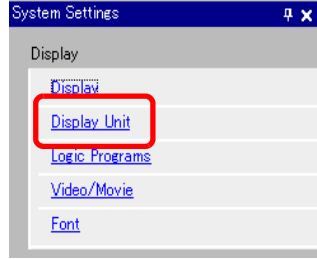 System Settings
Display
Display
Display Unit
Logic Programs
Video/Movie
Font